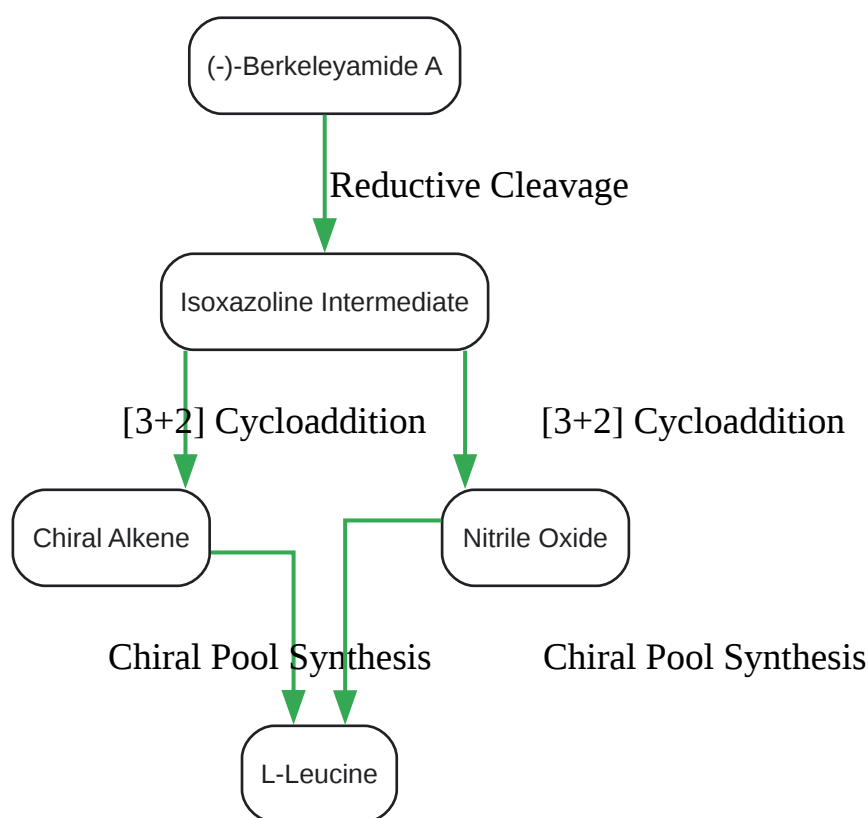 (-)-Berkeleyamide A
Reductive Cleavage
Isoxazoline Intermediate
[3+2] Cycloaddition
[3+2] Cycloaddition
Chiral Alkene
Nitrile Oxide
Chiral Pool Synthesis
Chiral Pool Synthesis
L-Leucine